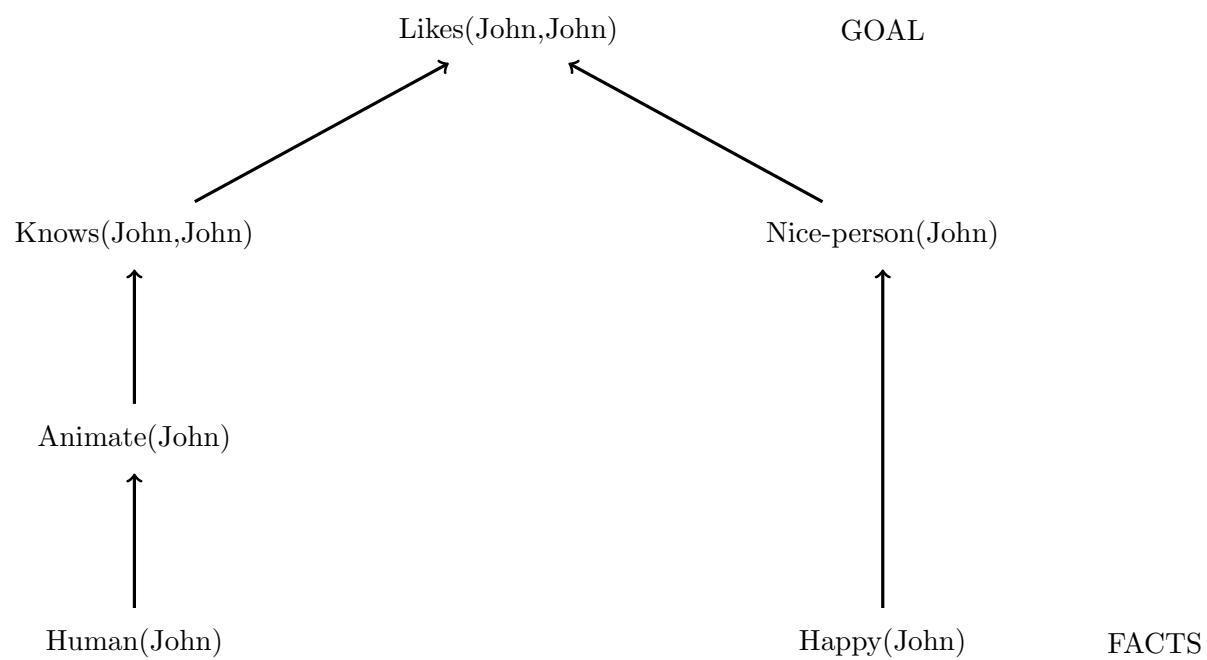 Likes(John,John) GOAL
Knows(John,John) Nice-person(John)
Animate(John)
Human(John) Happy(John) FACTS